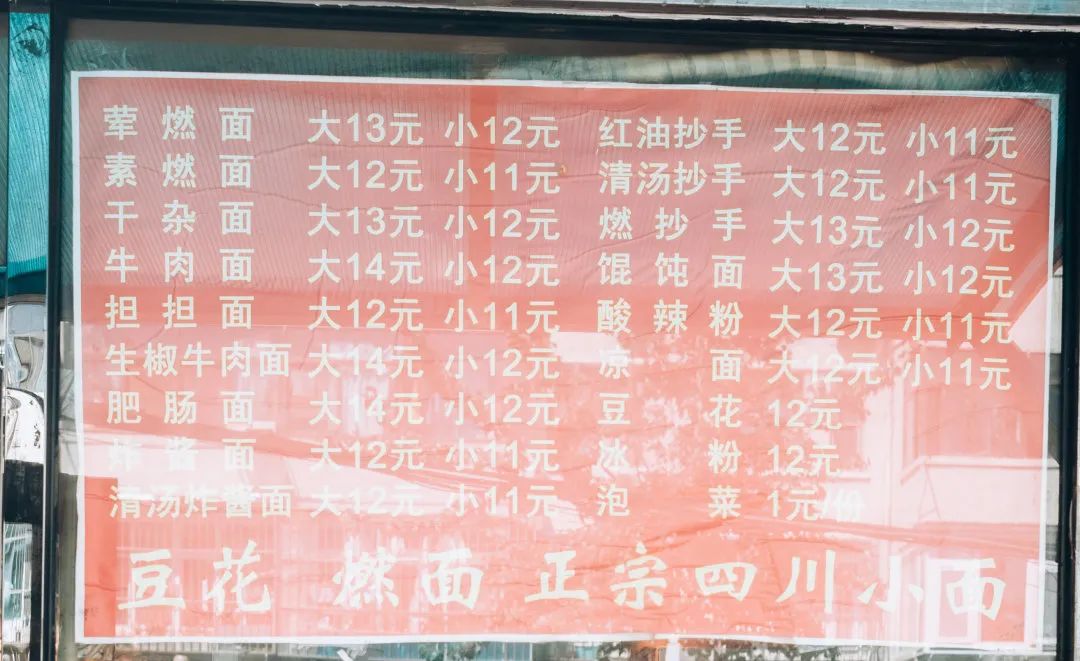 荤燃面 大13元 小12元 红油抄手 大12元 小11元
素燃面 大12元 小11元 清汤抄手 大12元 小11元
干杂面 大13元 小12元 燃抄手 大13元 小12元
牛肉面 大14元 小12元 馄饨面 大13元 小12元
担担面 大12元 小11元 酸辣粉 大12元 小11元
生椒牛肉面 大14元 小12元 凉面 大12元 小11元
肥肠面 大14元 小12元 豆花 12元
炸酱面 大12元 小11元 冰粉 12元
清汤炸酱面 大12元 小11元 泡菜 1元/份
豆花 燃面 正宗四川小面